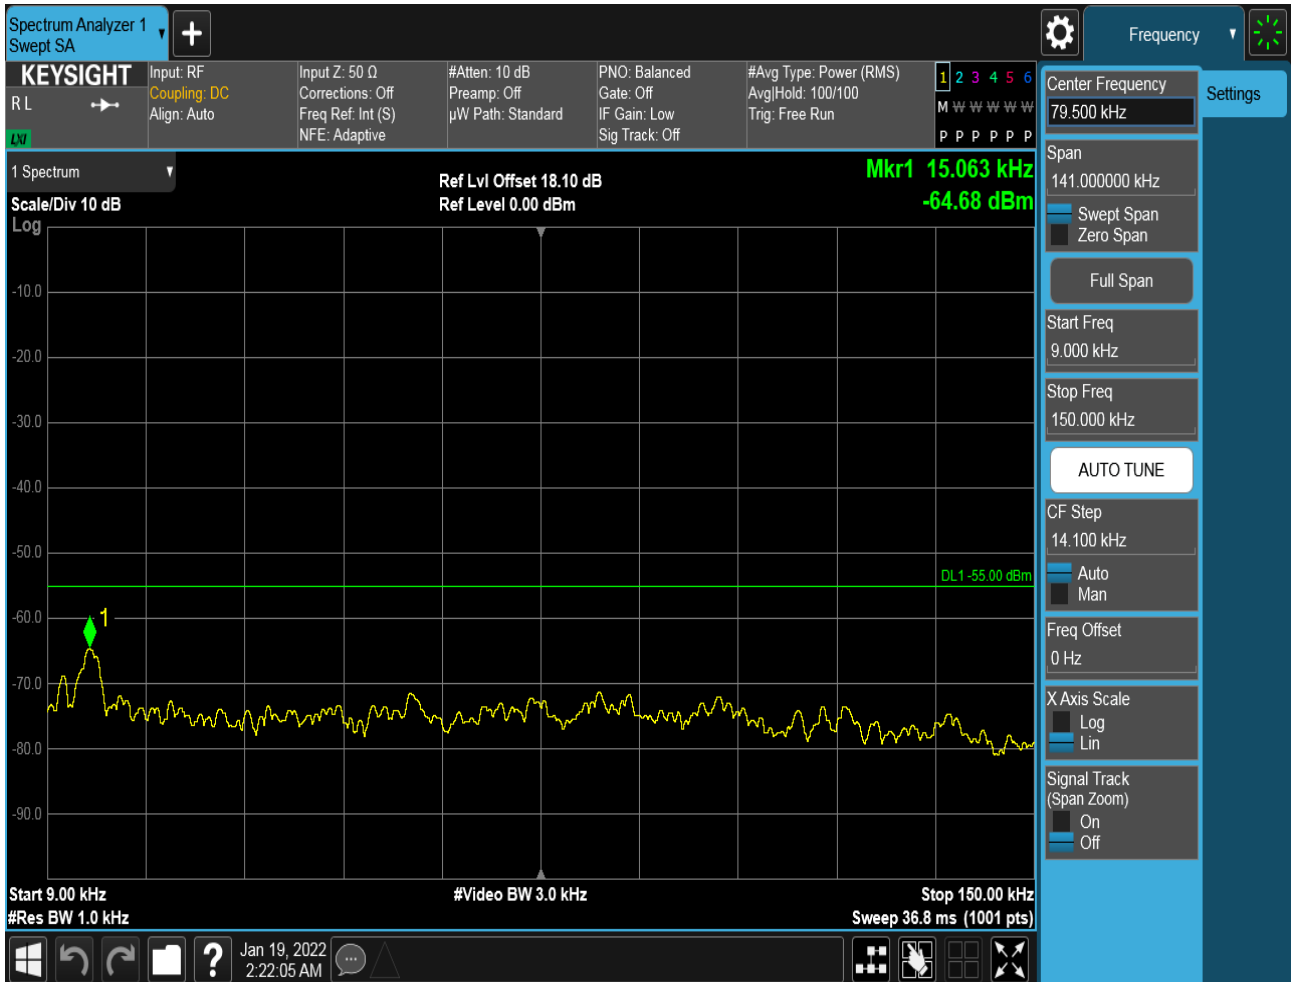 Spectrum Analyzer 1
Swept SA
Frequency
KEYSIGHT
R L
LXI
Input: RF
Coupling: DC
Align: Auto
Input Z: 50 Ω
Corrections: Off
Freq Ref: Int (S)
NFE: Adaptive
#Atten: 10 dB
Preamp: Off
µW Path: Standard
PNO: Balanced
Gate: Off
IF Gain: Low
Sig Track: Off
#Avg Type: Power (RMS)
Avg|Hold: 100/100
Trig: Free Run
1 2 3 4 5 6
M W W W W W
P P P P P P
1 Spectrum
Scale/Div 10 dB
Log
Ref Lvl Offset 18.10 dB
Ref Level 0.00 dBm
Mkr1 15.063 kHz
-64.68 dBm
-10.0
-20.0
-30.0
-40.0
-50.0
DL1 -55.00 dBm
-60.0
1
-70.0
-80.0
-90.0
Start 9.00 kHz
#Res BW 1.0 kHz
#Video BW 3.0 kHz
Stop 150.00 kHz
Sweep 36.8 ms (1001 pts)
Jan 19, 2022
2:22:05 AM
Center Frequency
79.500 kHz
Settings
Span
141.000000 kHz
Swept Span
Zero Span
Full Span
Start Freq
9.000 kHz
Stop Freq
150.000 kHz
AUTO TUNE
CF Step
14.100 kHz
Auto
Man
Freq Offset
0 Hz
X Axis Scale
Log
Lin
Signal Track
(Span Zoom)
On
Off